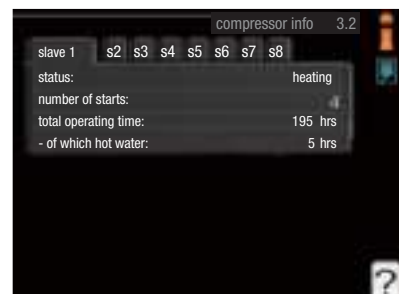 compressor info 3.2
slave 1 s2 s3 s4 s5 s6 s7 s8
status: heating
number of starts: 4
total operating time: 195 hrs
- of which hot water: 5 hrs
i
?